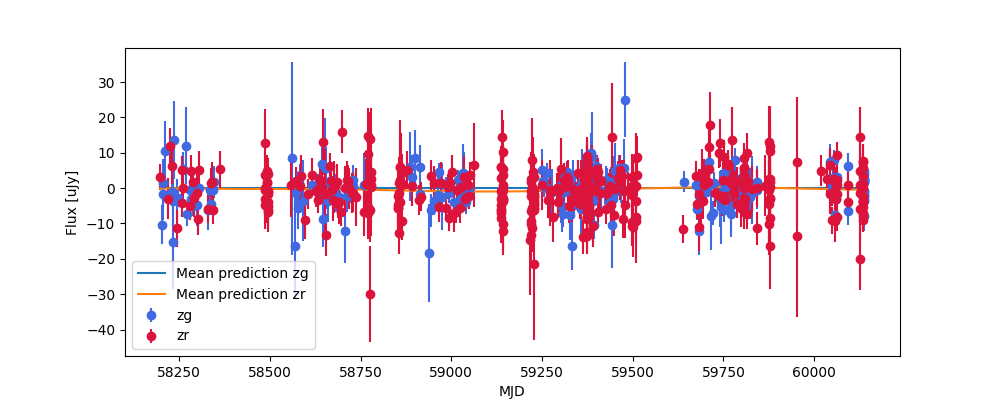 30
20
10
0
−10
−20
−30
−40
Flux [uJy]
Mean prediction zg
Mean prediction zr
zg
zr
58250 58500 58750 59000 59250 59500 59750 60000
MJD